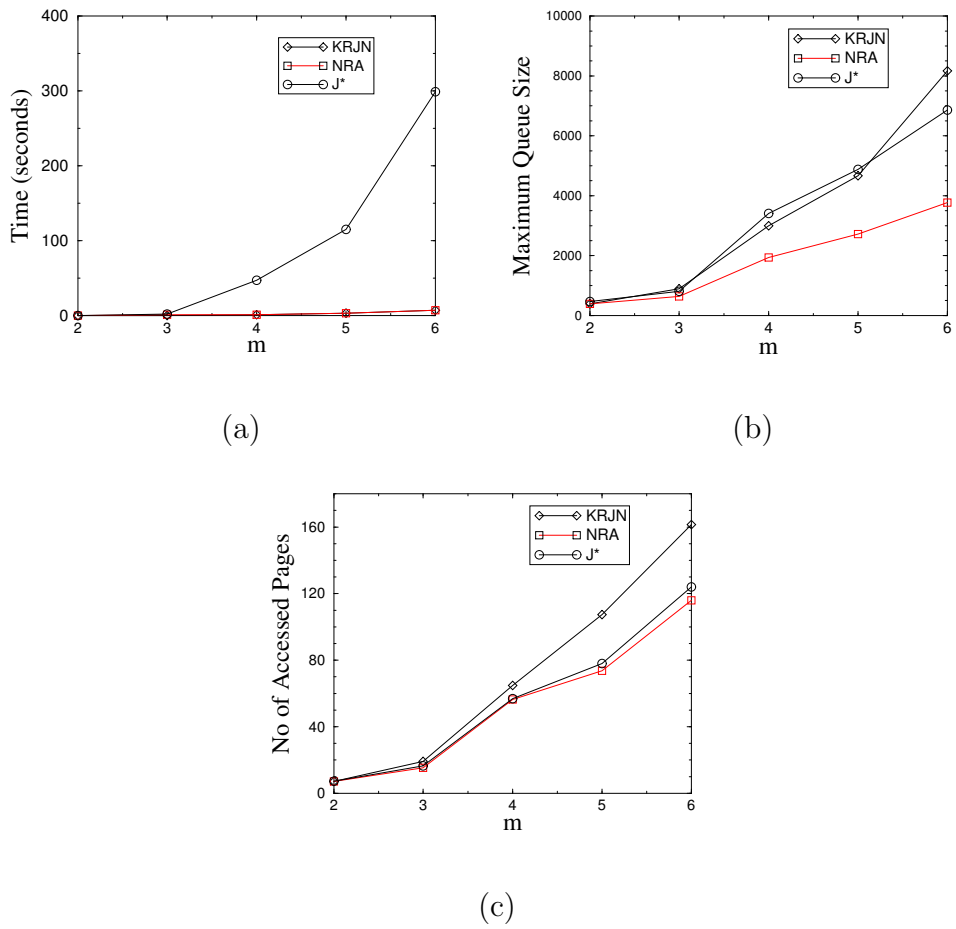 400
300
200
100
50
0
Time (seconds)
KRJN
NRA
J*
2
3
4
5
6
m
(a)
10000
8000
6000
4000
2000
0
Maximum Queue Size
KRJN
NRA
J*
2
3
4
5
6
m
(b)
160
120
80
40
0
No of Accessed Pages
KRJN
NRA
J*
2
3
4
5
6
m
(c)